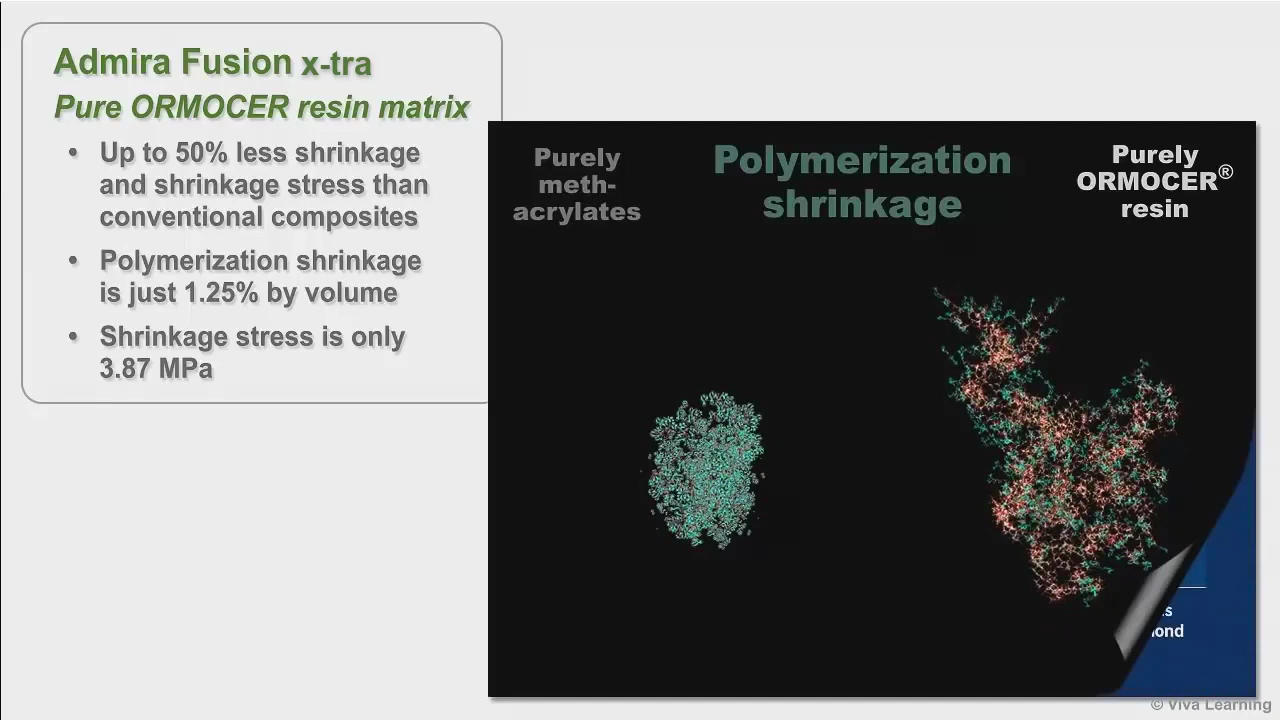 Admira Fusion x-tra
Pure ORMOCER resin matrix
• Up to 50% less shrinkage
and shrinkage stress than
conventional composites
• Polymerization shrinkage
is just 1.25% by volume
• Shrinkage stress is only
3.87 MPa
Purely
meth-
acrylates
Polymerization
shrinkage
Purely
ORMOCER®
resin
© Viva Learning